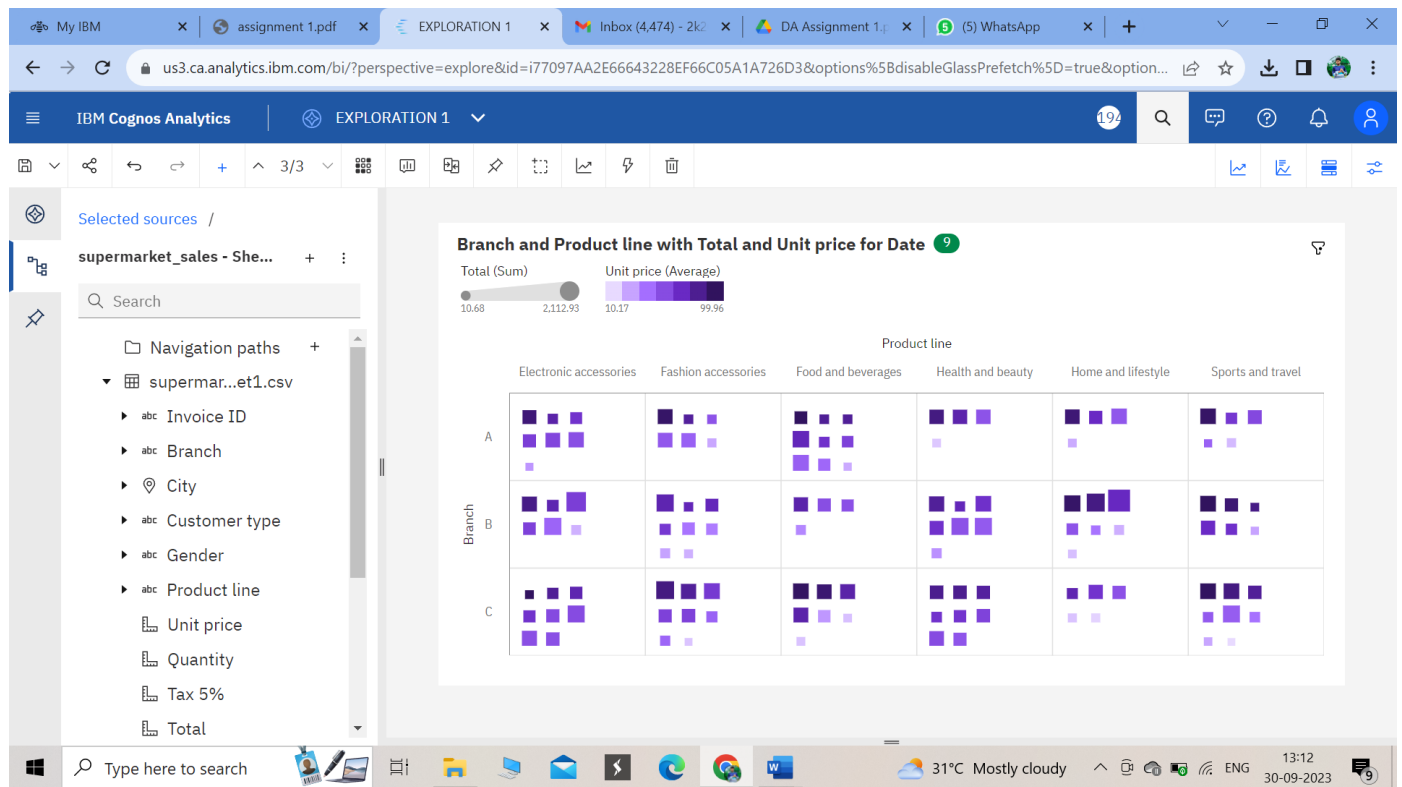 My IBM
assignment 1.pdf
EXPLORATION 1
Inbox (4,474) - 2k2
DA Assignment 1.p
(5) WhatsApp
us3.ca.analytics.ibm.com/bi/?perspective=explore&id=i77097AA2E66643228EF66C05A1A726D3&options%5BdisableGlassPrefetch%5D=true&option...
IBM Cognos Analytics
EXPLORATION 1
194
3/3
Selected sources /
supermarket_sales - She...
Search
Navigation paths
supermar...et1.csv
abc Invoice ID
abc Branch
City
abc Customer type
abc Gender
abc Product line
Unit price
Quantity
Tax 5%
Total
Branch and Product line with Total and Unit price for Date 9
Total (Sum)
10.68 2,112.93
Unit price (Average)
10.17 99.96
Product line
Electronic accessories Fashion accessories Food and beverages Health and beauty Home and lifestyle Sports and travel
Branch
A
B
C
Type here to search
31°C Mostly cloudy
ENG
13:12
30-09-2023
9